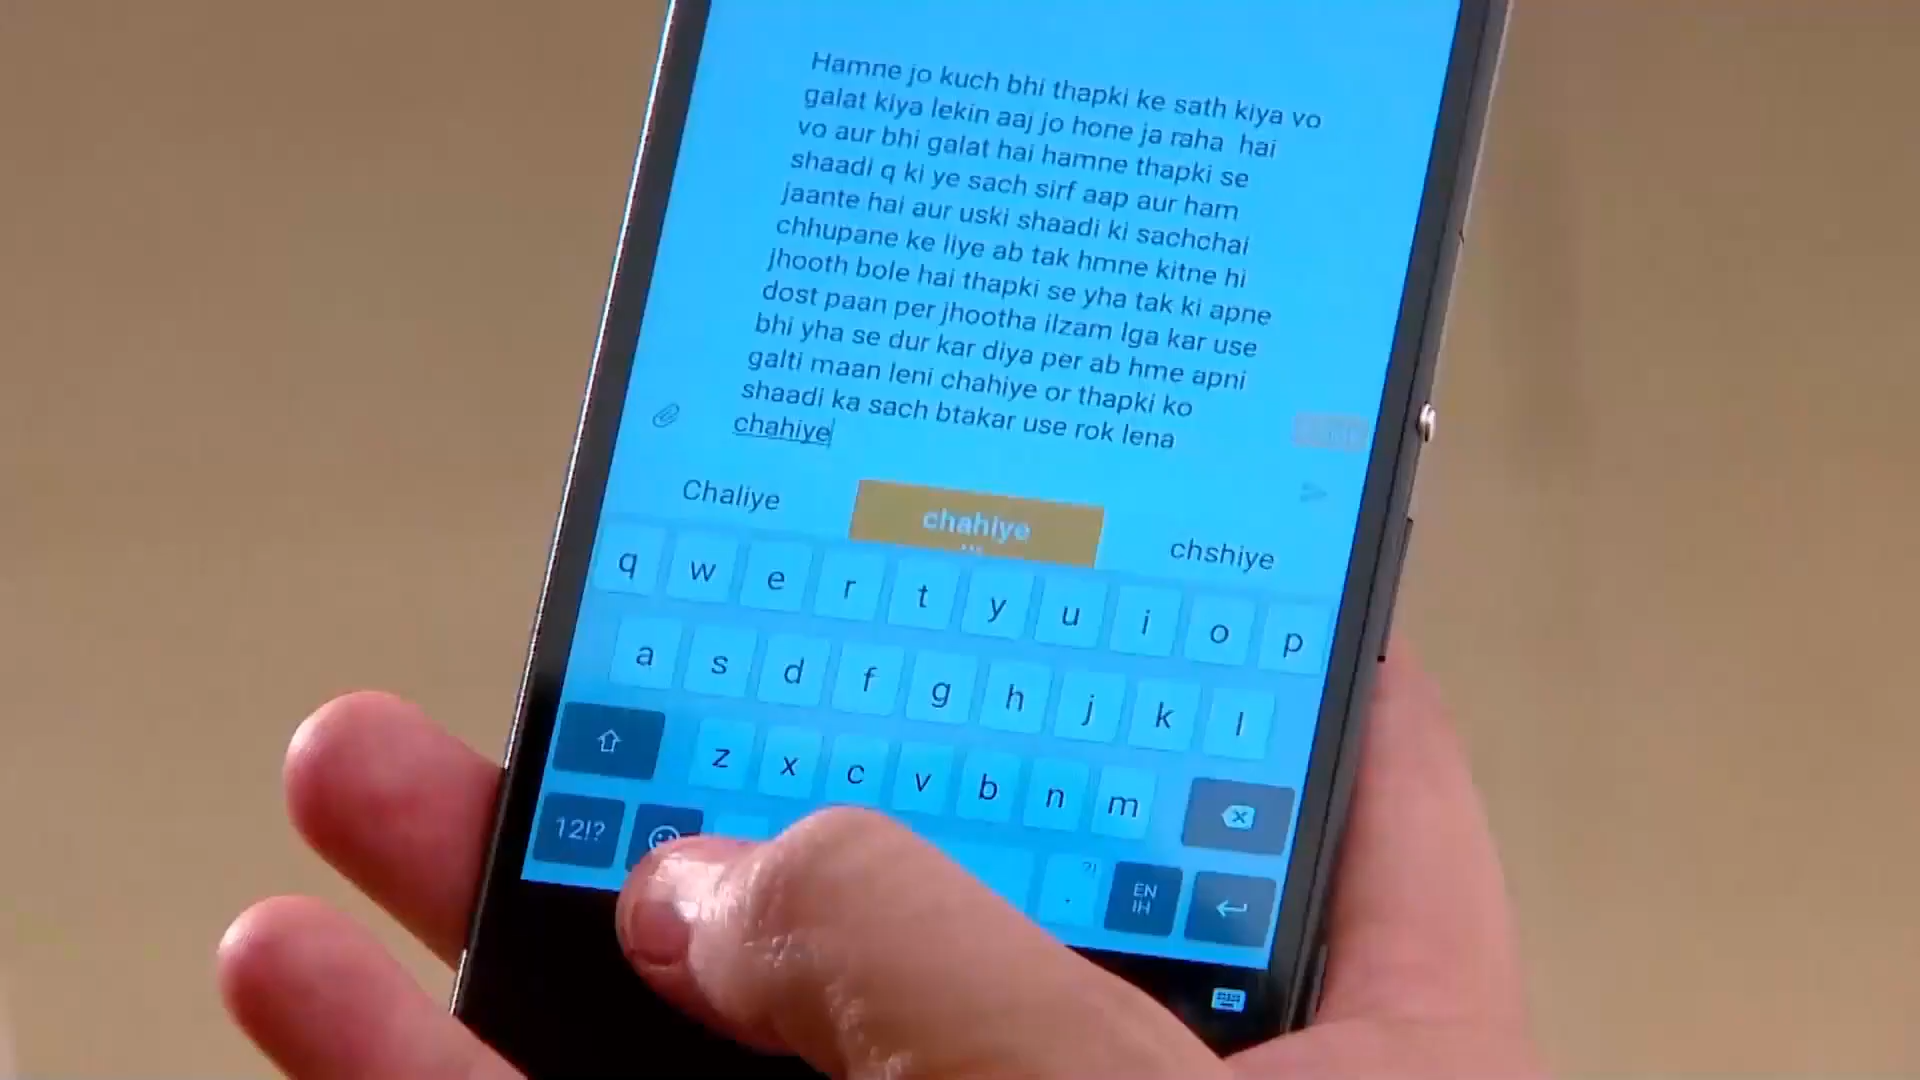 Hamne jo kuch bhi thapki ke sath kiya vo
galat kiya lekin aaj jo hone ja raha hai
vo aur bhi galat hai hamne thapki se
shaadi q ki ye sach sirf aap aur ham
jaante hai aur uski shaadi ki sachchai
chhupane ke liye ab tak hmne kitne hi
jhooth bole hai thapki se yha tak ki apne
dost paan per jhootha ilzam lga kar use
bhi yha se dur kar diya per ab hme apni
galti maan leni chahiye or thapki ko
shaadi ka sach btakar use rok lena
chahiye
Chaliye chahiye chshiye
q w e r t y u i o p
a s d f g h j k l
z x c v b n m
12!? ?! . EN
IH